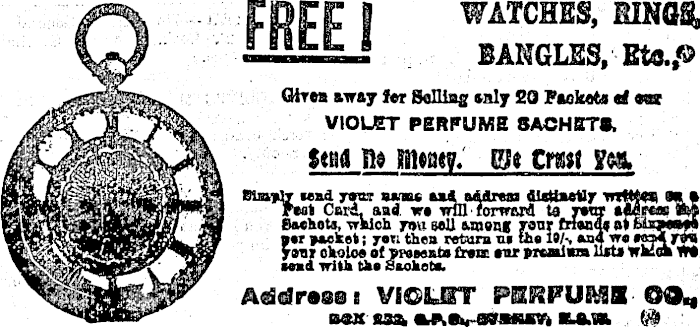 FREE! WATCHES, RINGS,
BANGLES, Etc.,
Given away for Selling only 20 Packets of our
VIOLET PERFUME SACHETS.
Send No Money. We Trust You.
Simply send your name and address distinctly written on a
Post Card, and we will forward to your address the
Sachets, which you sell among your friends at Sixpence
per packet; you then return us the 10/-, and we send you
your choice of presents from our premium lists which we
send with the Sachets.
Address: VIOLET PERFUME CO.,
BOX 232, G.P.O., SYDNEY, N.S.W.